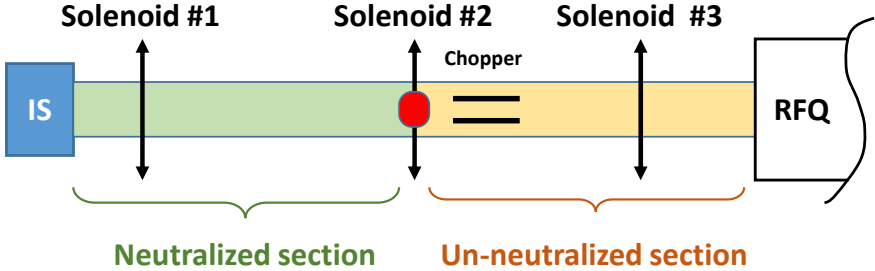 Solenoid #1
Solenoid #2
Solenoid #3
Chopper
IS
RFQ
Neutralized section
Un-neutralized section